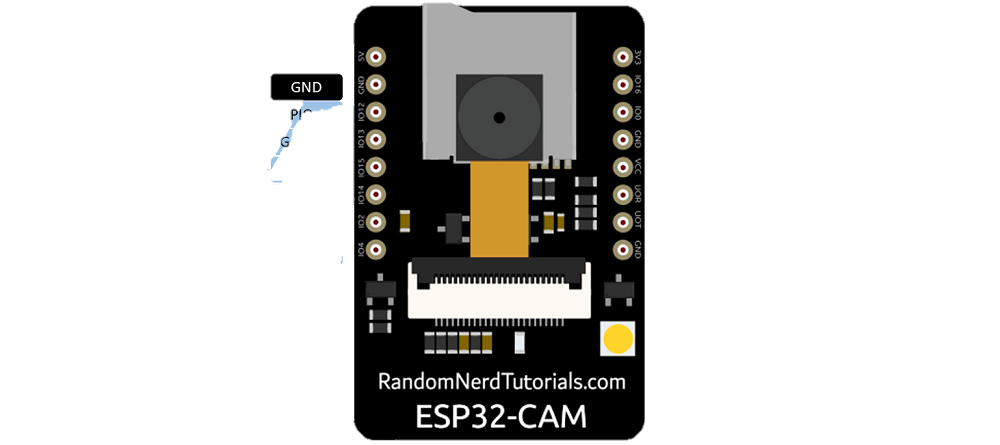 5V
GND
GND
IO12
IO13
G
IO15
IO14
IO2
IO4
3V3
IO16
IO0
GND
VCC
UOR
UOT
GND
RandomNerdTutorials.com
ESP32-CAM